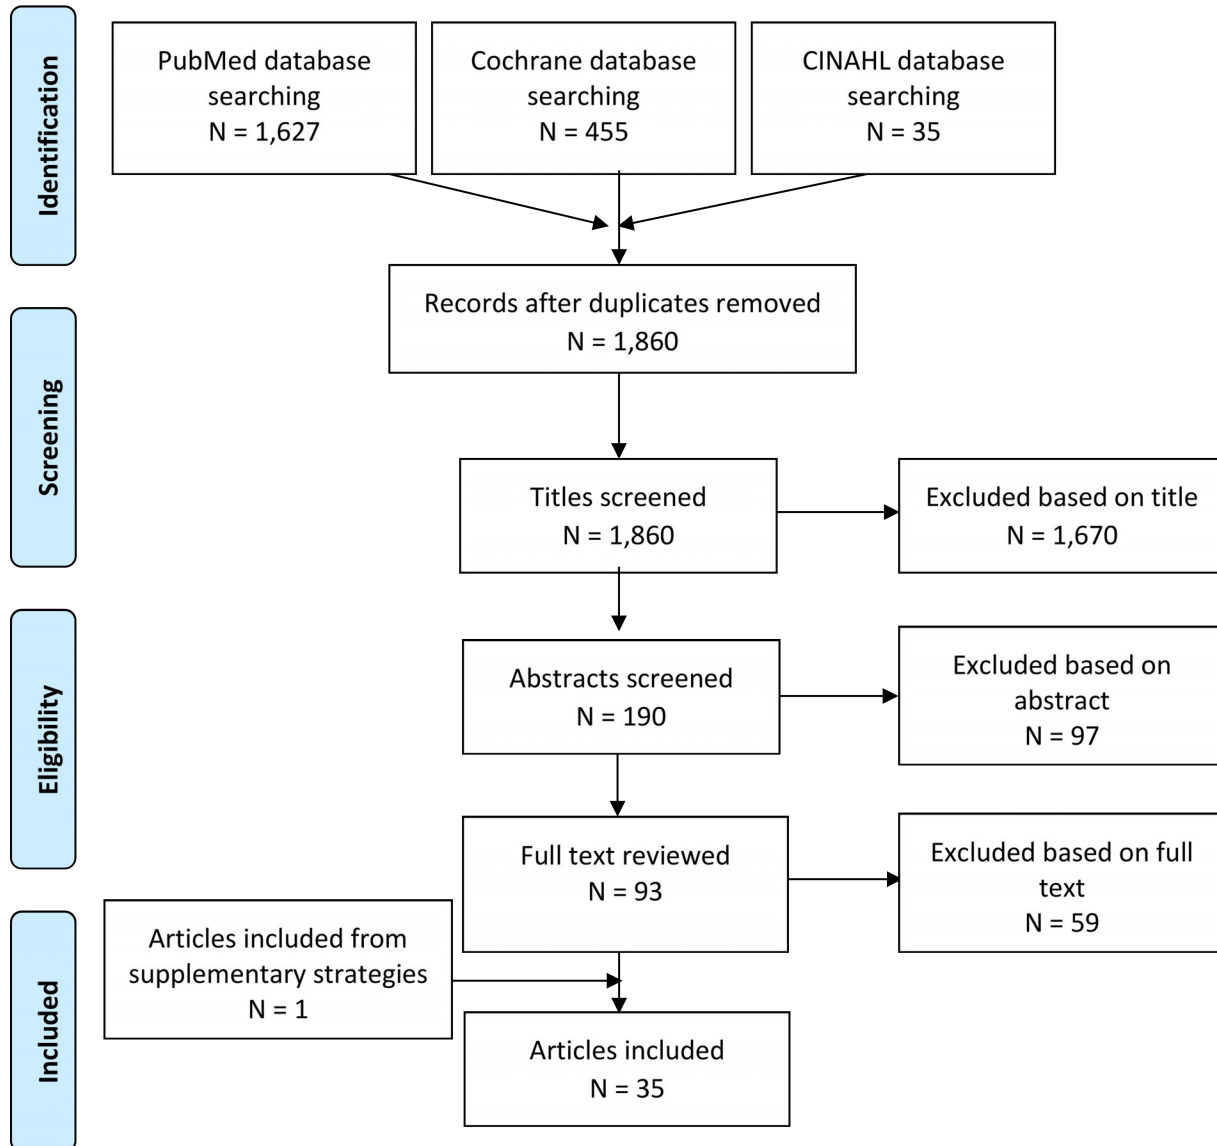 Identification
PubMed database
searching
N = 1,627
Cochrane database
searching
N = 455
CINAHL database
searching
N = 35
Records after duplicates removed
N = 1,860
Screening
Titles screened
N = 1,860
Excluded based on title
N = 1,670
Eligibility
Abstracts screened
N = 190
Excluded based on
abstract
N = 97
Full text reviewed
N = 93
Excluded based on full
text
N = 59
Included
Articles included from
supplementary strategies
N = 1
Articles included
N = 35